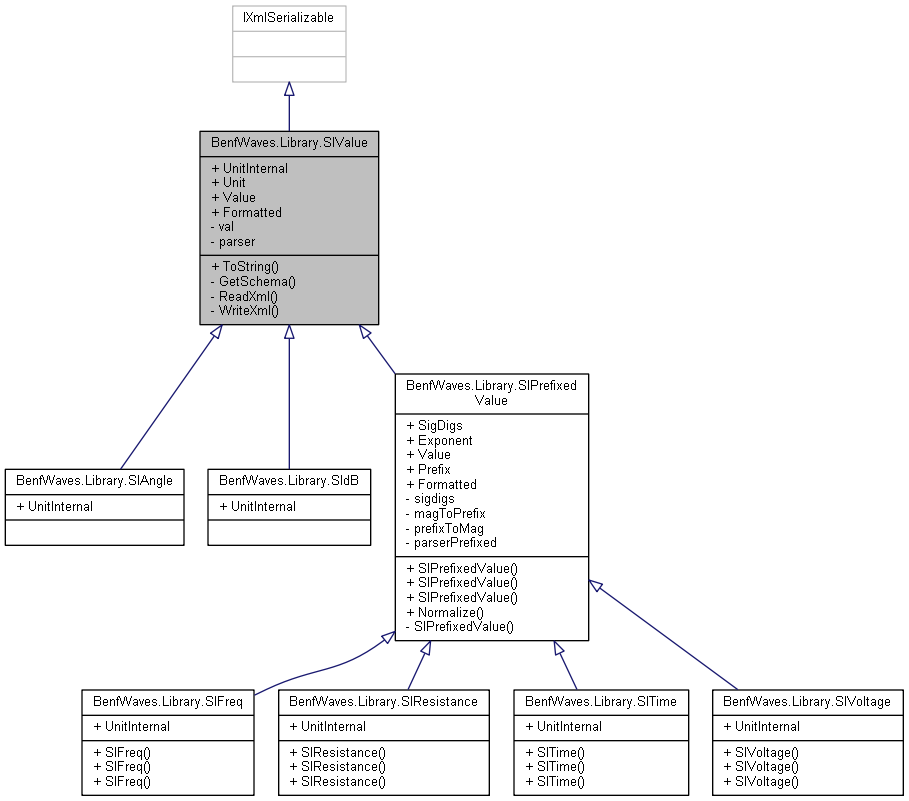 IXmlSerializable
BenfWaves.Library.SIValue
+ UnitInternal
+ Unit
+ Value
+ Formatted
- val
- parser
+ ToString()
- GetSchema()
- ReadXml()
- WriteXml()
BenfWaves.Library.SIPrefixed
Value
+ SigDigs
+ Exponent
+ Value
+ Prefix
+ Formatted
- sigdigs
- magToPrefix
- prefixToMag
- parserPrefixed
+ SIPrefixedValue()
+ SIPrefixedValue()
+ SIPrefixedValue()
+ Normalize()
- SIPrefixedValue()
BenfWaves.Library.SIAngle
+ UnitInternal
BenfWaves.Library.SIdB
+ UnitInternal
BenfWaves.Library.SIFreq
+ UnitInternal
+ SIFreq()
+ SIFreq()
+ SIFreq()
BenfWaves.Library.SIResistance
+ UnitInternal
+ SIResistance()
+ SIResistance()
+ SIResistance()
BenfWaves.Library.SITime
+ UnitInternal
+ SITime()
+ SITime()
+ SITime()
BenfWaves.Library.SIVoltage
+ UnitInternal
+ SIVoltage()
+ SIVoltage()
+ SIVoltage()